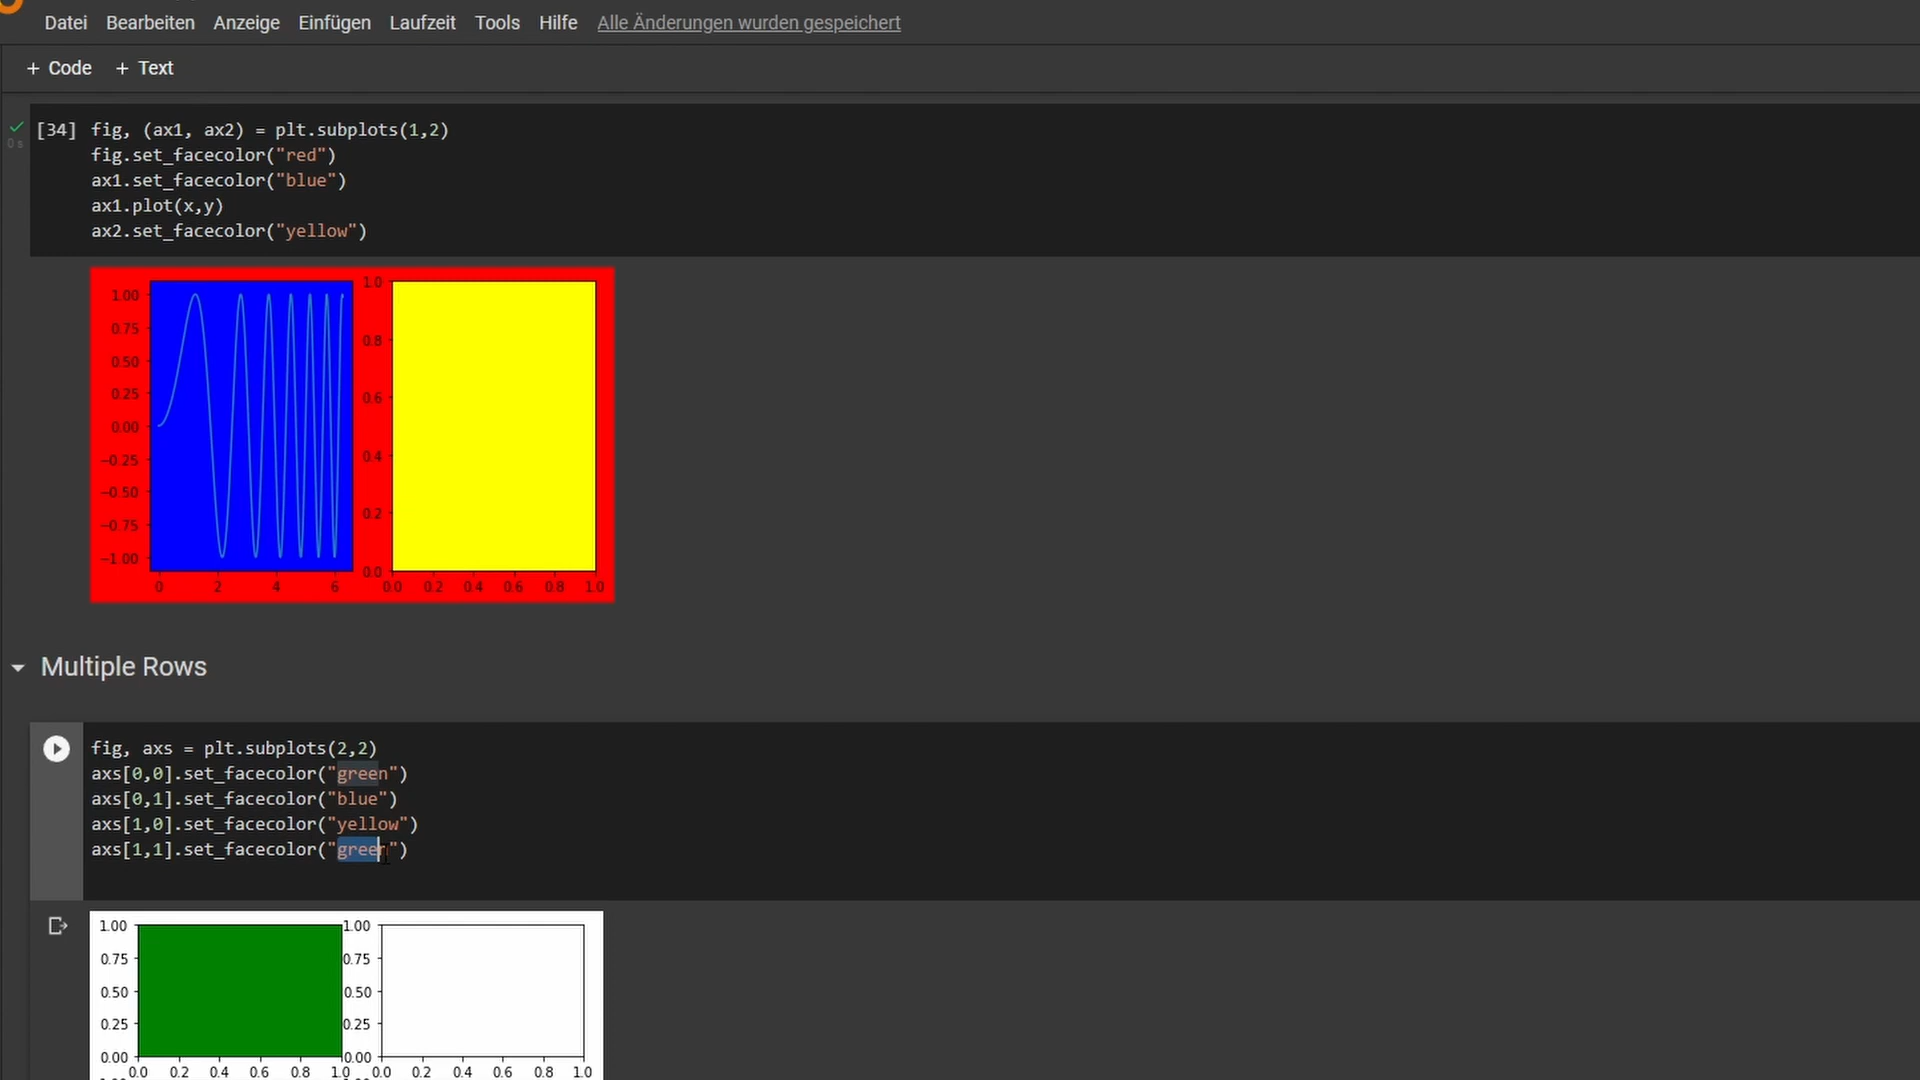 Datei Bearbeiten Anzeige Einfügen Laufzeit Tools Hilfe Alle Änderungen wurden gespeichert
+ Code + Text
[34] fig, (ax1, ax2) = plt.subplots(1,2)
0 s
fig.set_facecolor("red")
ax1.set_facecolor("blue")
ax1.plot(x,y)
ax2.set_facecolor("yellow")
1.00
0.75
0.50
0.25
0.00
−0.25
−0.50
−0.75
−1.00
0 2 4 6
1.0
0.8
0.6
0.4
0.2
0.0
0.0 0.2 0.4 0.6 0.8 1.0
Multiple Rows
fig, axs = plt.subplots(2,2)
axs[0,0].set_facecolor("green")
axs[0,1].set_facecolor("blue")
axs[1,0].set_facecolor("yellow")
axs[1,1].set_facecolor("green")
1.00
0.75
0.50
0.25
0.00
0.0 0.2 0.4 0.6 0.8 1.0
1.00
0.75
0.50
0.25
0.00
0.0 0.2 0.4 0.6 0.8 1.0